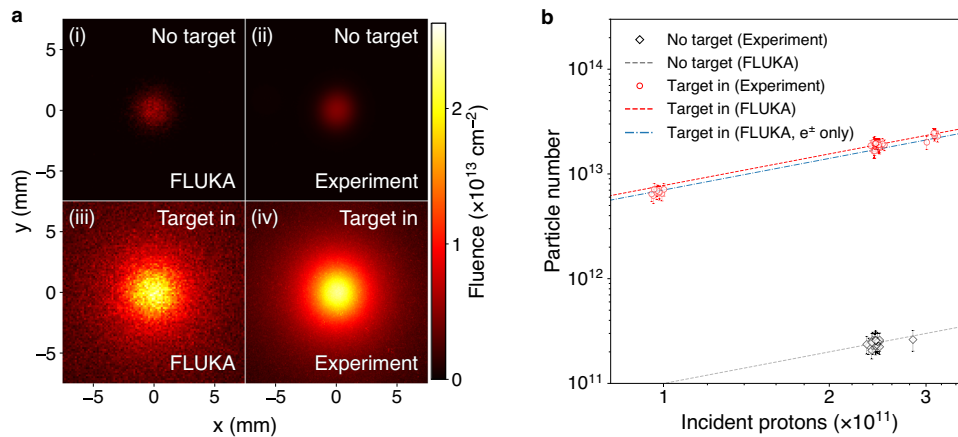 a
(i) No target
(ii) No target
FLUKA
Experiment
(iii) Target in
(iv) Target in
FLUKA
Experiment
5
0
−5
5
0
−5
y (mm)
−5 0 5
−5 0 5
x (mm)
2
1
0
Fluence (×10¹³ cm⁻²)
b
No target (Experiment)
No target (FLUKA)
Target in (Experiment)
Target in (FLUKA)
Target in (FLUKA, e± only)
10¹⁴
10¹³
10¹²
10¹¹
Particle number
1 2 3
Incident protons (×10¹¹)